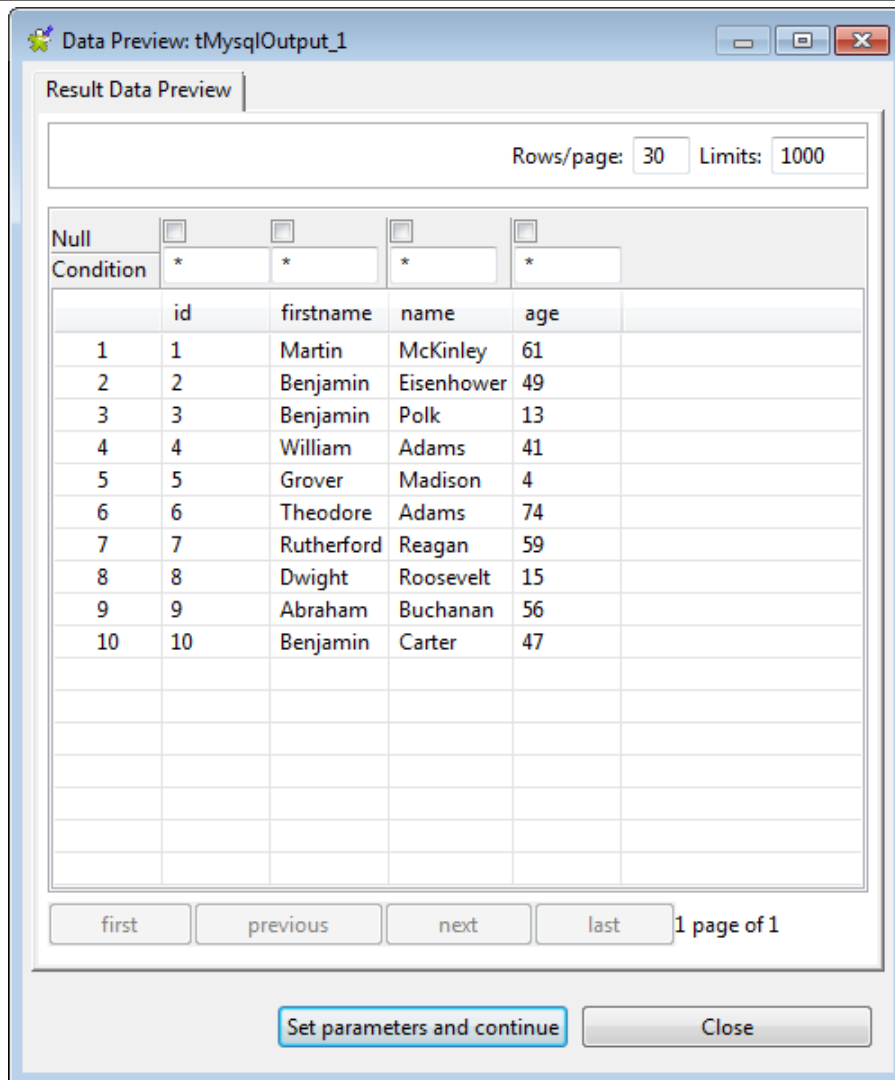 Data Preview: tMysqlOutput_1
Result Data Preview
Rows/page: 30 Limits: 1000
Null
Condition * * * *
id firstname name age
1 1 Martin McKinley 61
2 2 Benjamin Eisenhower 49
3 3 Benjamin Polk 13
4 4 William Adams 41
5 5 Grover Madison 4
6 6 Theodore Adams 74
7 7 Rutherford Reagan 59
8 8 Dwight Roosevelt 15
9 9 Abraham Buchanan 56
10 10 Benjamin Carter 47
first previous next last 1 page of 1
Set parameters and continue Close